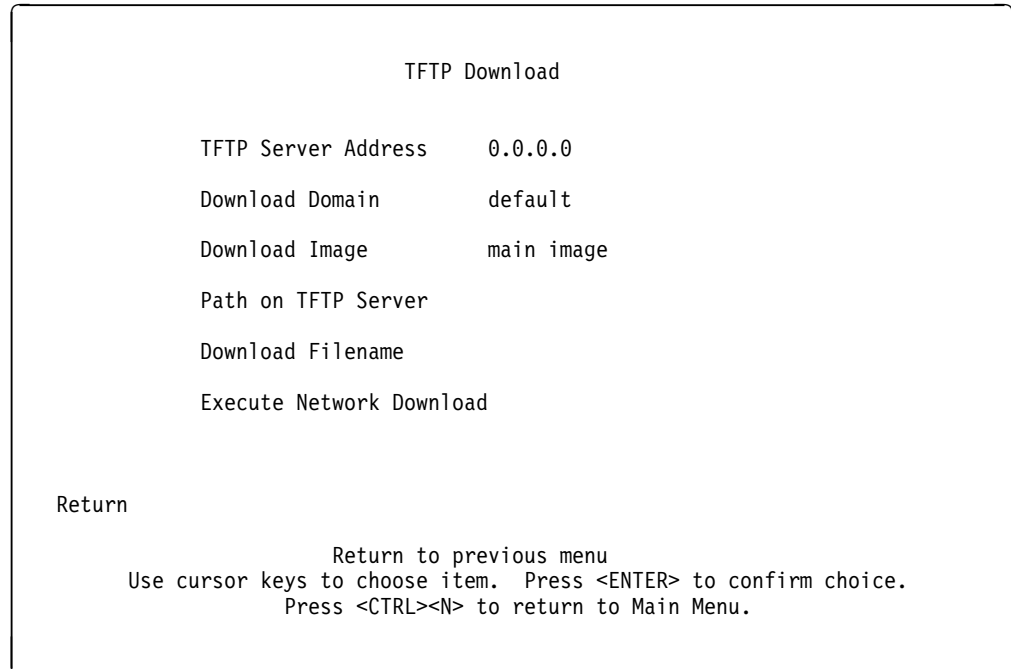 TFTP Download
TFTP Server Address 0.0.0.0
Download Domain default
Download Image main image
Path on TFTP Server
Download Filename
Execute Network Download
Return
Return to previous menu
Use cursor keys to choose item. Press <ENTER> to confirm choice.
Press <CTRL><N> to return to Main Menu.